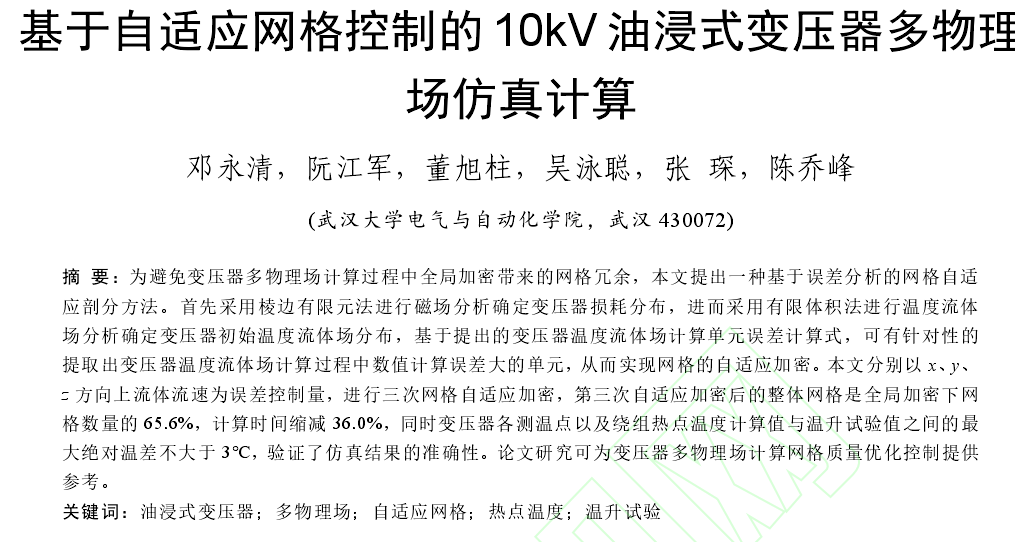 基于自适应网格控制的 10kV 油浸式变压器多物理
场仿真计算
邓永清，阮江军，董旭柱，吴泳聪，张 琛，陈乔峰
(武汉大学电气与自动化学院，武汉 430072)
摘 要：为避免变压器多物理场计算过程中全局加密带来的网格冗余，本文提出一种基于误差分析的网格自适
应剖分方法。首先采用棱边有限元法进行磁场分析确定变压器损耗分布，进而采用有限体积法进行温度流体
场分析确定变压器初始温度流体场分布，基于提出的变压器温度流体场计算单元误差计算式，可有针对性的
提取出变压器温度流体场计算过程中数值计算误差大的单元，从而实现网格的自适应加密。本文分别以 x、y、
z 方向上流体流速为误差控制量，进行三次网格自适应加密，第三次自适应加密后的整体网格是全局加密下网
格数量的 65.6%，计算时间缩减 36.0%，同时变压器各测温点以及绕组热点温度计算值与温升试验值之间的最
大绝对温差不大于 3℃，验证了仿真结果的准确性。论文研究可为变压器多物理场计算网格质量优化控制提供
参考。
关键词：油浸式变压器；多物理场；自适应网格；热点温度；温升试验